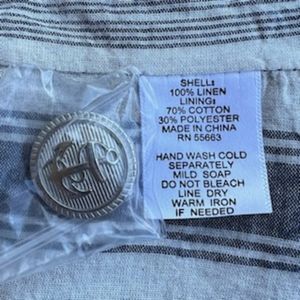 SHELL:
100% LINEN
LINING:
70% COTTON
30% POLYESTER
MADE IN CHINA
RN 55663
HAND WASH COLD
SEPARATELY
MILD SOAP
DO NOT BLEACH
LINE DRY
WARM IRON
IF NEEDED